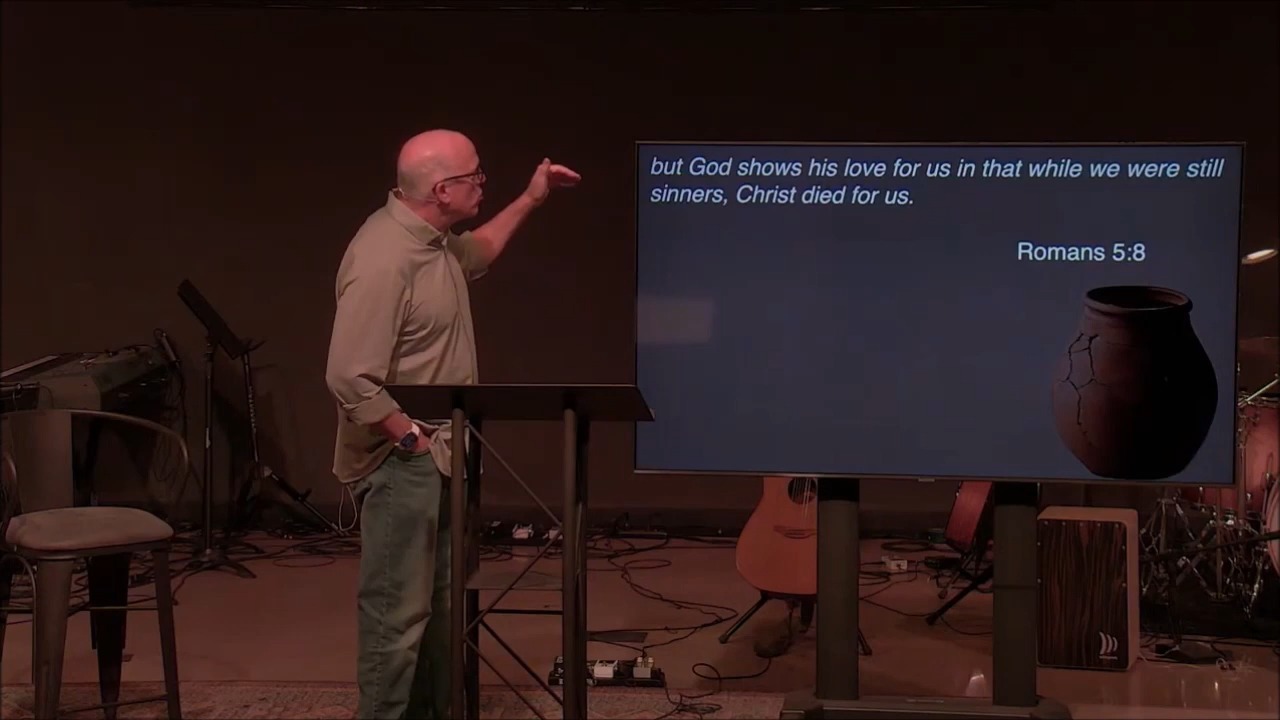 but God shows his love for us in that while we were still
sinners, Christ died for us.
Romans 5:8